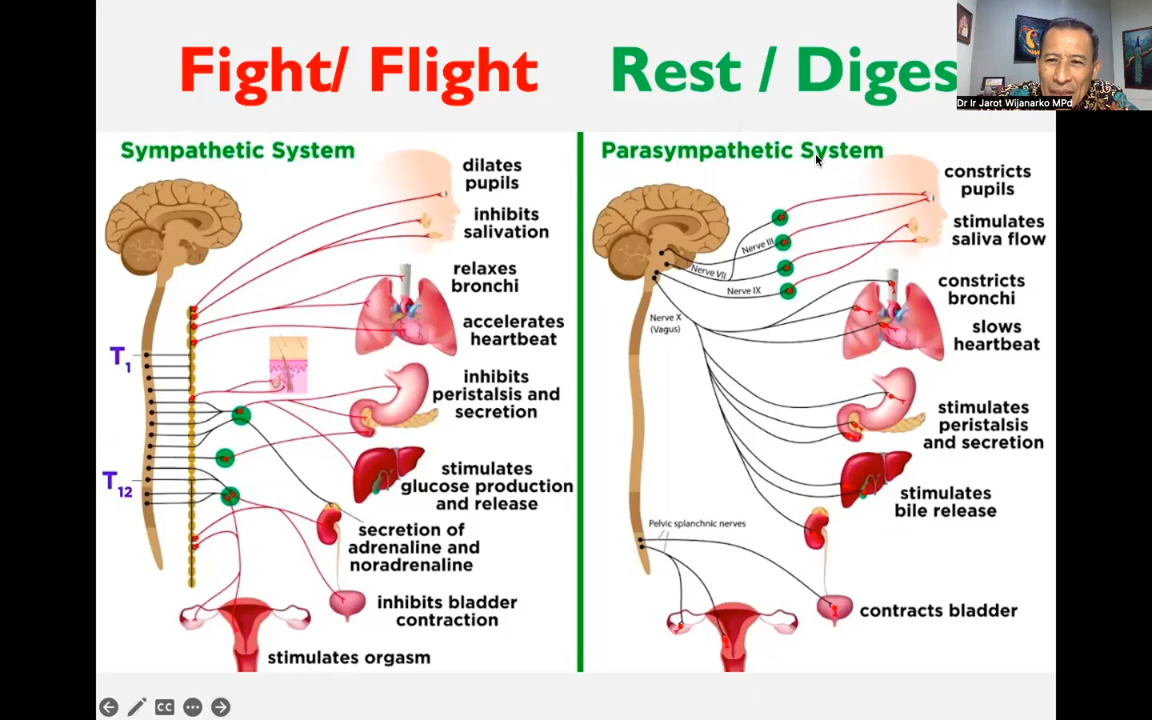 Fight/ Flight
Rest / Diges
Dr Ir Jarot Wijanarko MPd
Sympathetic System
dilates
pupils
inhibits
salivation
relaxes
bronchi
accelerates
heartbeat
T1
inhibits
peristalsis and
secretion
T12
stimulates
glucose production
and release
secretion of
adrenaline and
noradrenaline
inhibits bladder
contraction
stimulates orgasm
Parasympathetic System
constricts
pupils
stimulates
saliva flow
Nerve III
Nerve VII
Nerve IX
Nerve X
(Vagus)
constricts
bronchi
slows
heartbeat
stimulates
peristalsis
and secretion
stimulates
bile release
Pelvic splanchnic nerves
contracts bladder
CC